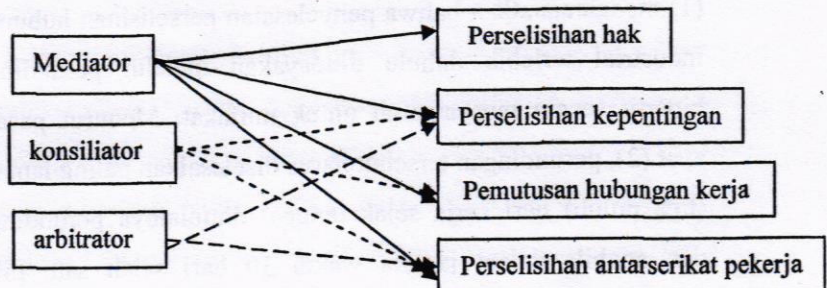 Mediator
konsiliator
arbitrator
Perselisihan hak
Perselisihan kepentingan
Pemutusan hubungan kerja
Perselisihan antarserikat pekerja